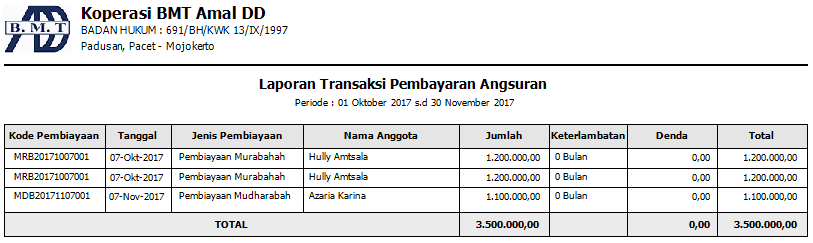 B. M. T
Koperasi BMT Amal DD
BADAN HUKUM : 691/BH/KWK 13/IX/1997
Padusan, Pacet - Mojokerto
Laporan Transaksi Pembayaran Angsuran
Periode : 01 Oktober 2017 s.d 30 November 2017
Kode Pembiayaan Tanggal Jenis Pembiayaan Nama Anggota Jumlah Keterlambatan Denda Total
MRB20171007001 07-Okt-2017 Pembiayaan Murabahah Hully Amtsala 1.200.000,00 0 Bulan 0,00 1.200.000,00
MRB20171007001 07-Okt-2017 Pembiayaan Murabahah Hully Amtsala 1.200.000,00 0 Bulan 0,00 1.200.000,00
MDB20171107001 07-Nov-2017 Pembiayaan Mudharabah Azaria Karina 1.100.000,00 0 Bulan 0,00 1.100.000,00
TOTAL 3.500.000,00 0,00 3.500.000,00